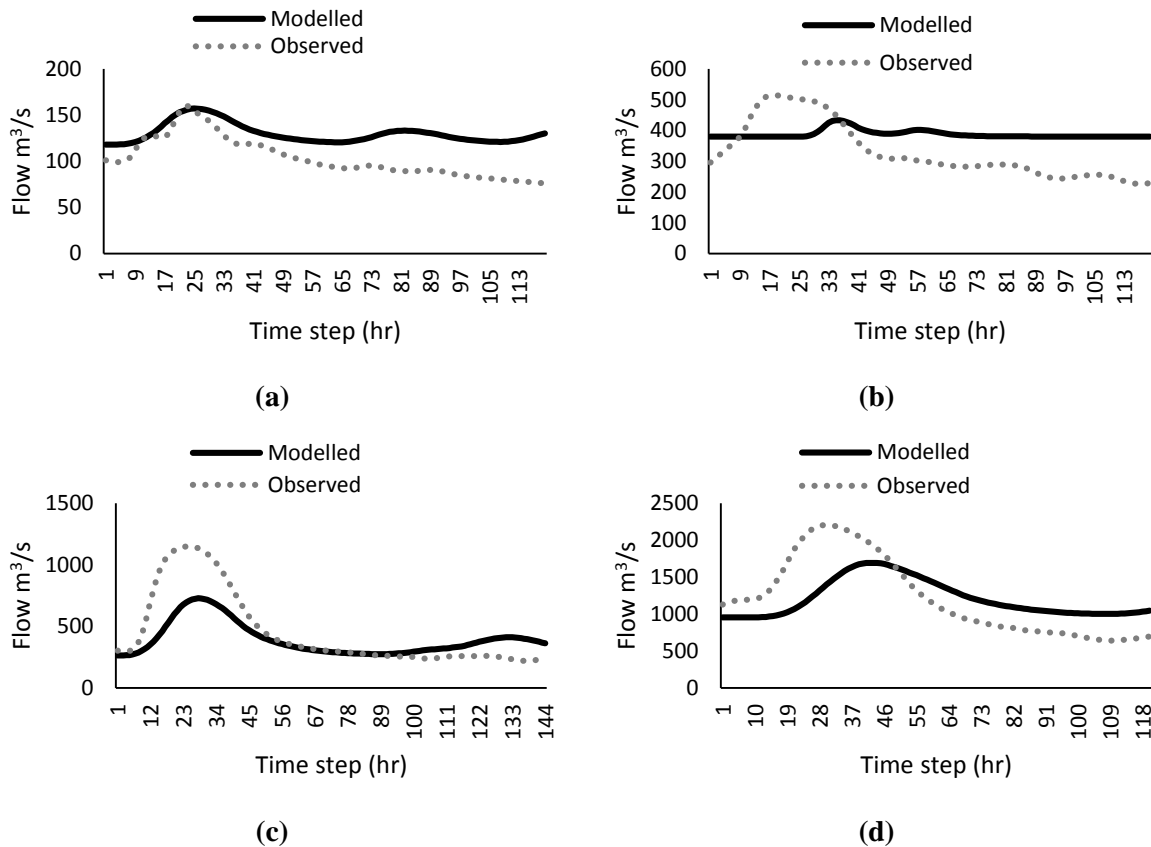 Modelled
Observed
Flow m³/s
200
150
100
50
0
1 9 17 25 33 41 49 57 65 73 81 89 97 105 113
Time step (hr)
(a)
Modelled
Observed
Flow m³/s
600
500
400
300
200
100
0
1 9 17 25 33 41 49 57 65 73 81 89 97 105 113
Time step (hr)
(b)
Modelled
Observed
Flow m³/s
1500
1000
500
0
1 12 23 34 45 56 67 78 89 100 111 122 133 144
Time step (hr)
(c)
Modelled
Observed
Flow m³/s
2500
2000
1500
1000
500
0
1 10 19 28 37 46 55 64 73 82 91 100 109 118
Time step (hr)
(d)